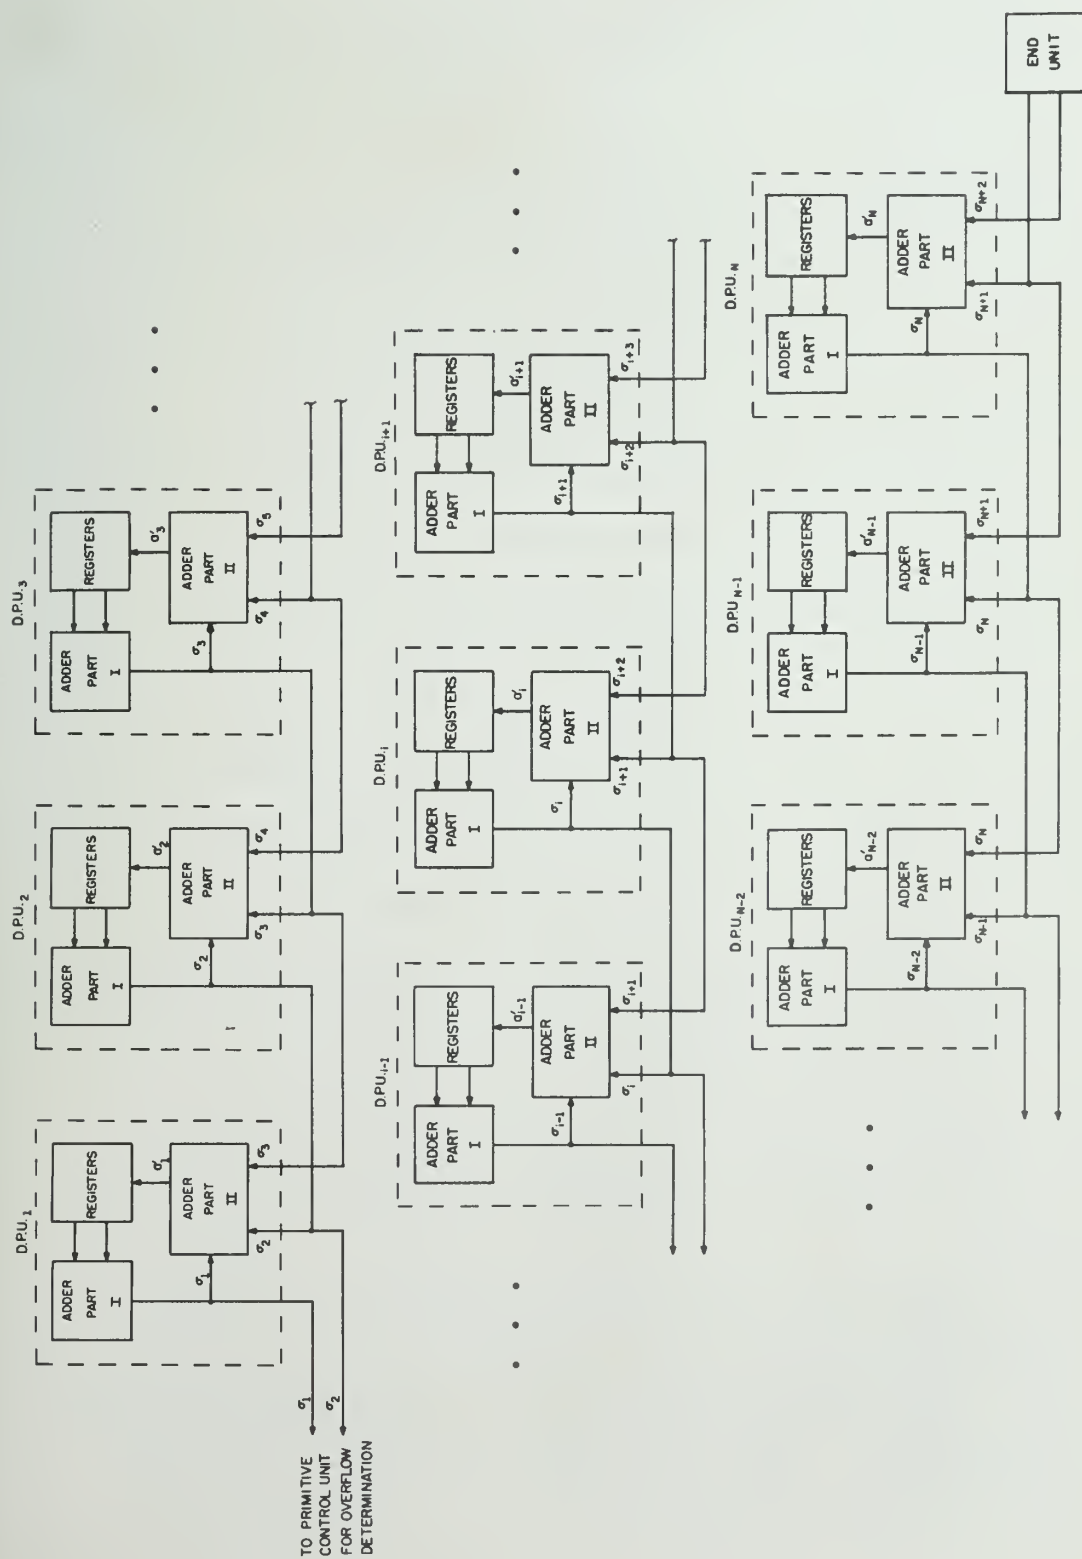 D.P.U.1
ADDER PART I
REGISTERS
σ'1
ADDER PART II
σ1
σ2
σ3
D.P.U.2
ADDER PART I
REGISTERS
σ'2
ADDER PART II
σ2
σ3
σ4
D.P.U.3
ADDER PART I
REGISTERS
σ'3
ADDER PART II
σ3
σ4
σ5
σ1
σ2
TO PRIMITIVE
CONTROL UNIT
FOR OVERFLOW
DETERMINATION
D.P.U.i-1
ADDER PART I
REGISTERS
σ'i-1
ADDER PART II
σi-1
σi
σi+1
D.P.U.i
ADDER PART I
REGISTERS
σ'i
ADDER PART II
σi
σi+1
σi+2
D.P.U.i+1
ADDER PART I
REGISTERS
σ'i+1
ADDER PART II
σi+1
σi+2
σi+3
D.P.U.N-2
ADDER PART I
REGISTERS
σ'N-2
ADDER PART II
σN-2
σN-1
σN
D.P.U.N-1
ADDER PART I
REGISTERS
σ'N-1
ADDER PART II
σN-1
σN
σN+1
D.P.U.N
ADDER PART I
REGISTERS
σ'N
ADDER PART II
σN
σN+1
σN+2
END
UNIT